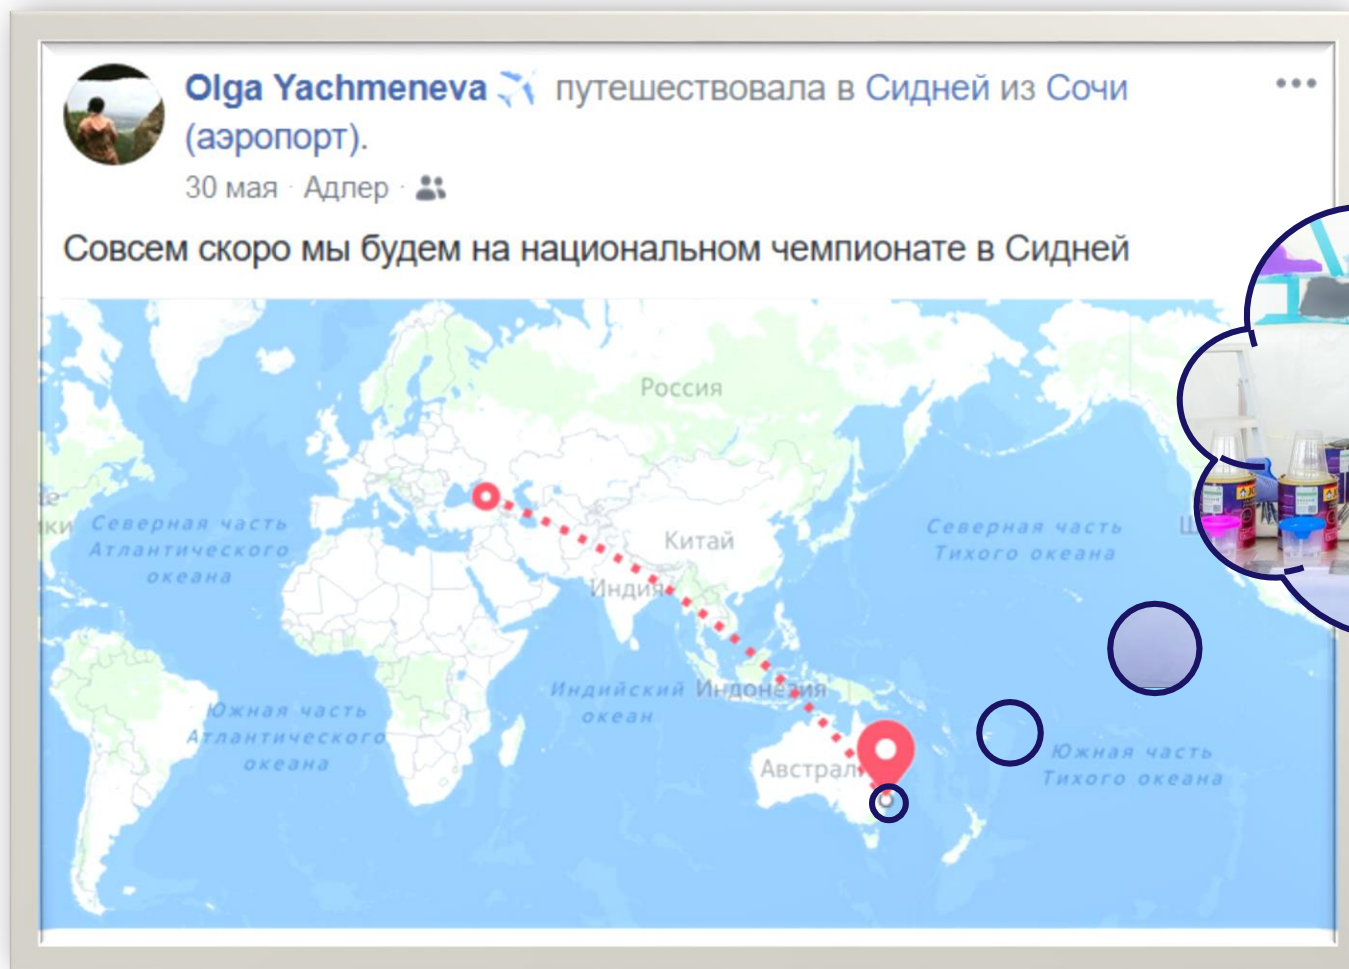 Olga Yachmeneva путешествовала в Сидней из Сочи
(аэропорт).
30 мая · Адлер ·
Совсем скоро мы будем на национальном чемпионате в Сидней
Россия
Северная часть
Атлантического
океана
Китай
Северная часть
Тихого океана
Индия
Индийский
океан
Индонезия
Южная часть
Атлантического
океана
Австрал
Южная часть
Тихого океана